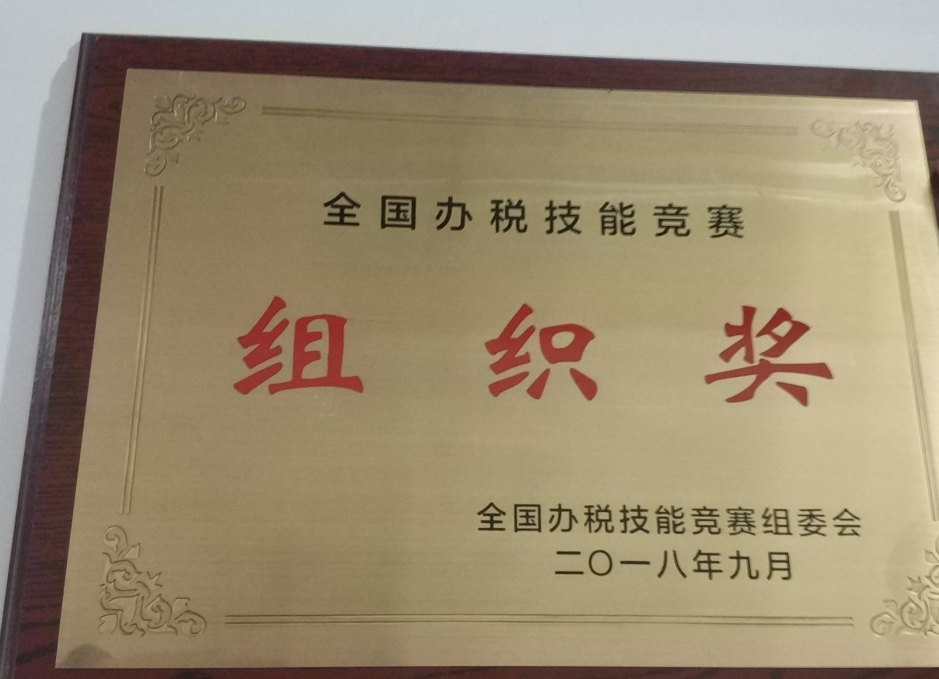 全国办税技能竞赛
组织奖
全国办税技能竞赛组委会
二〇一八年九月